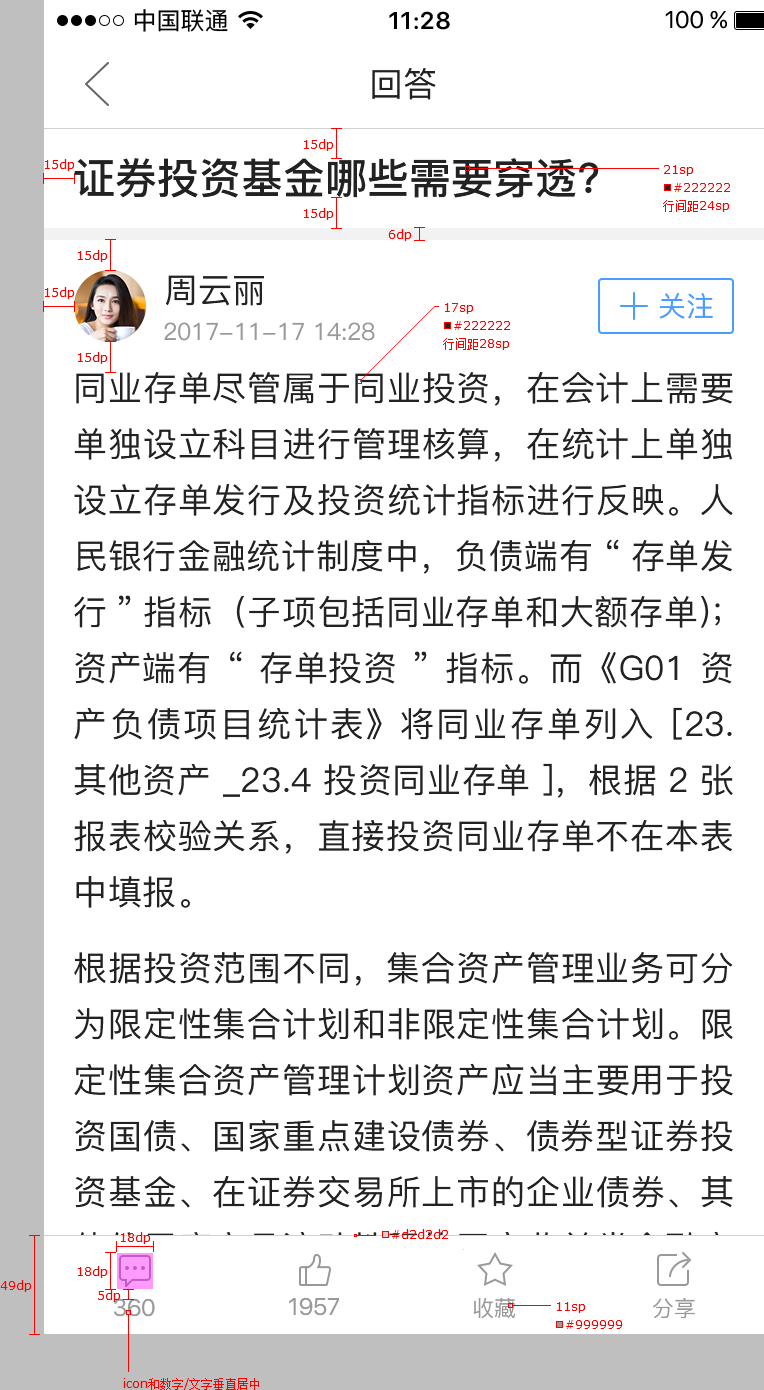 中国联通 11:28 100 %
回答
15dp
15dp
证券投资基金哪些需要穿透?
21sp
#222222
行间距24sp
15dp
6dp
15dp
15dp
周云丽
2017-11-17 14:28
+ 关注
17sp
#222222
行间距28sp
15dp
同业存单尽管属于同业投资，在会计上需要
单独设立科目进行管理核算，在统计上单独
设立存单发行及投资统计指标进行反映。人
民银行金融统计制度中，负债端有 “ 存单发
行 ” 指标（子项包括同业存单和大额存单）；
资产端有 “ 存单投资 ” 指标。而《G01 资
产负债项目统计表》将同业存单列入 [23.
其他资产 _23.4 投资同业存单 ]，根据 2 张
报表校验关系，直接投资同业存单不在本表
中填报。
根据投资范围不同，集合资产管理业务可分
为限定性集合计划和非限定性集合计划。限
定性集合资产管理计划资产应当主要用于投
资国债、国家重点建设债券、债券型证券投
资基金、在证券交易所上市的企业债券、其
#d2d2d2
18dp
18dp
49dp
5dp
360 1957 收藏 分享
11sp
#999999
icon和数字/文字垂直居中